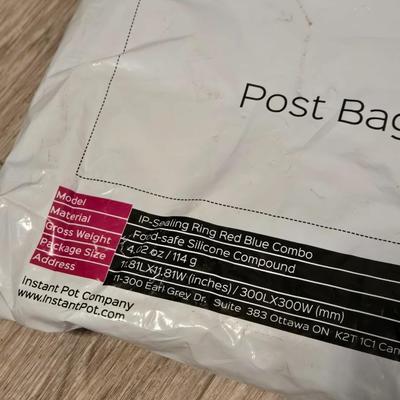 Post Bag
Model IP-Sealing Ring Red Blue Combo
Material Food-safe Silicone Compound
Gross Weight 4.02 oz / 114 g
Package Size 11.81LX11.81W (inches) / 300LX300W (mm)
Address 11-300 Earl Grey Dr. Suite 383 Ottawa ON K2T 1C1 Can
Instant Pot Company
www.InstantPot.com